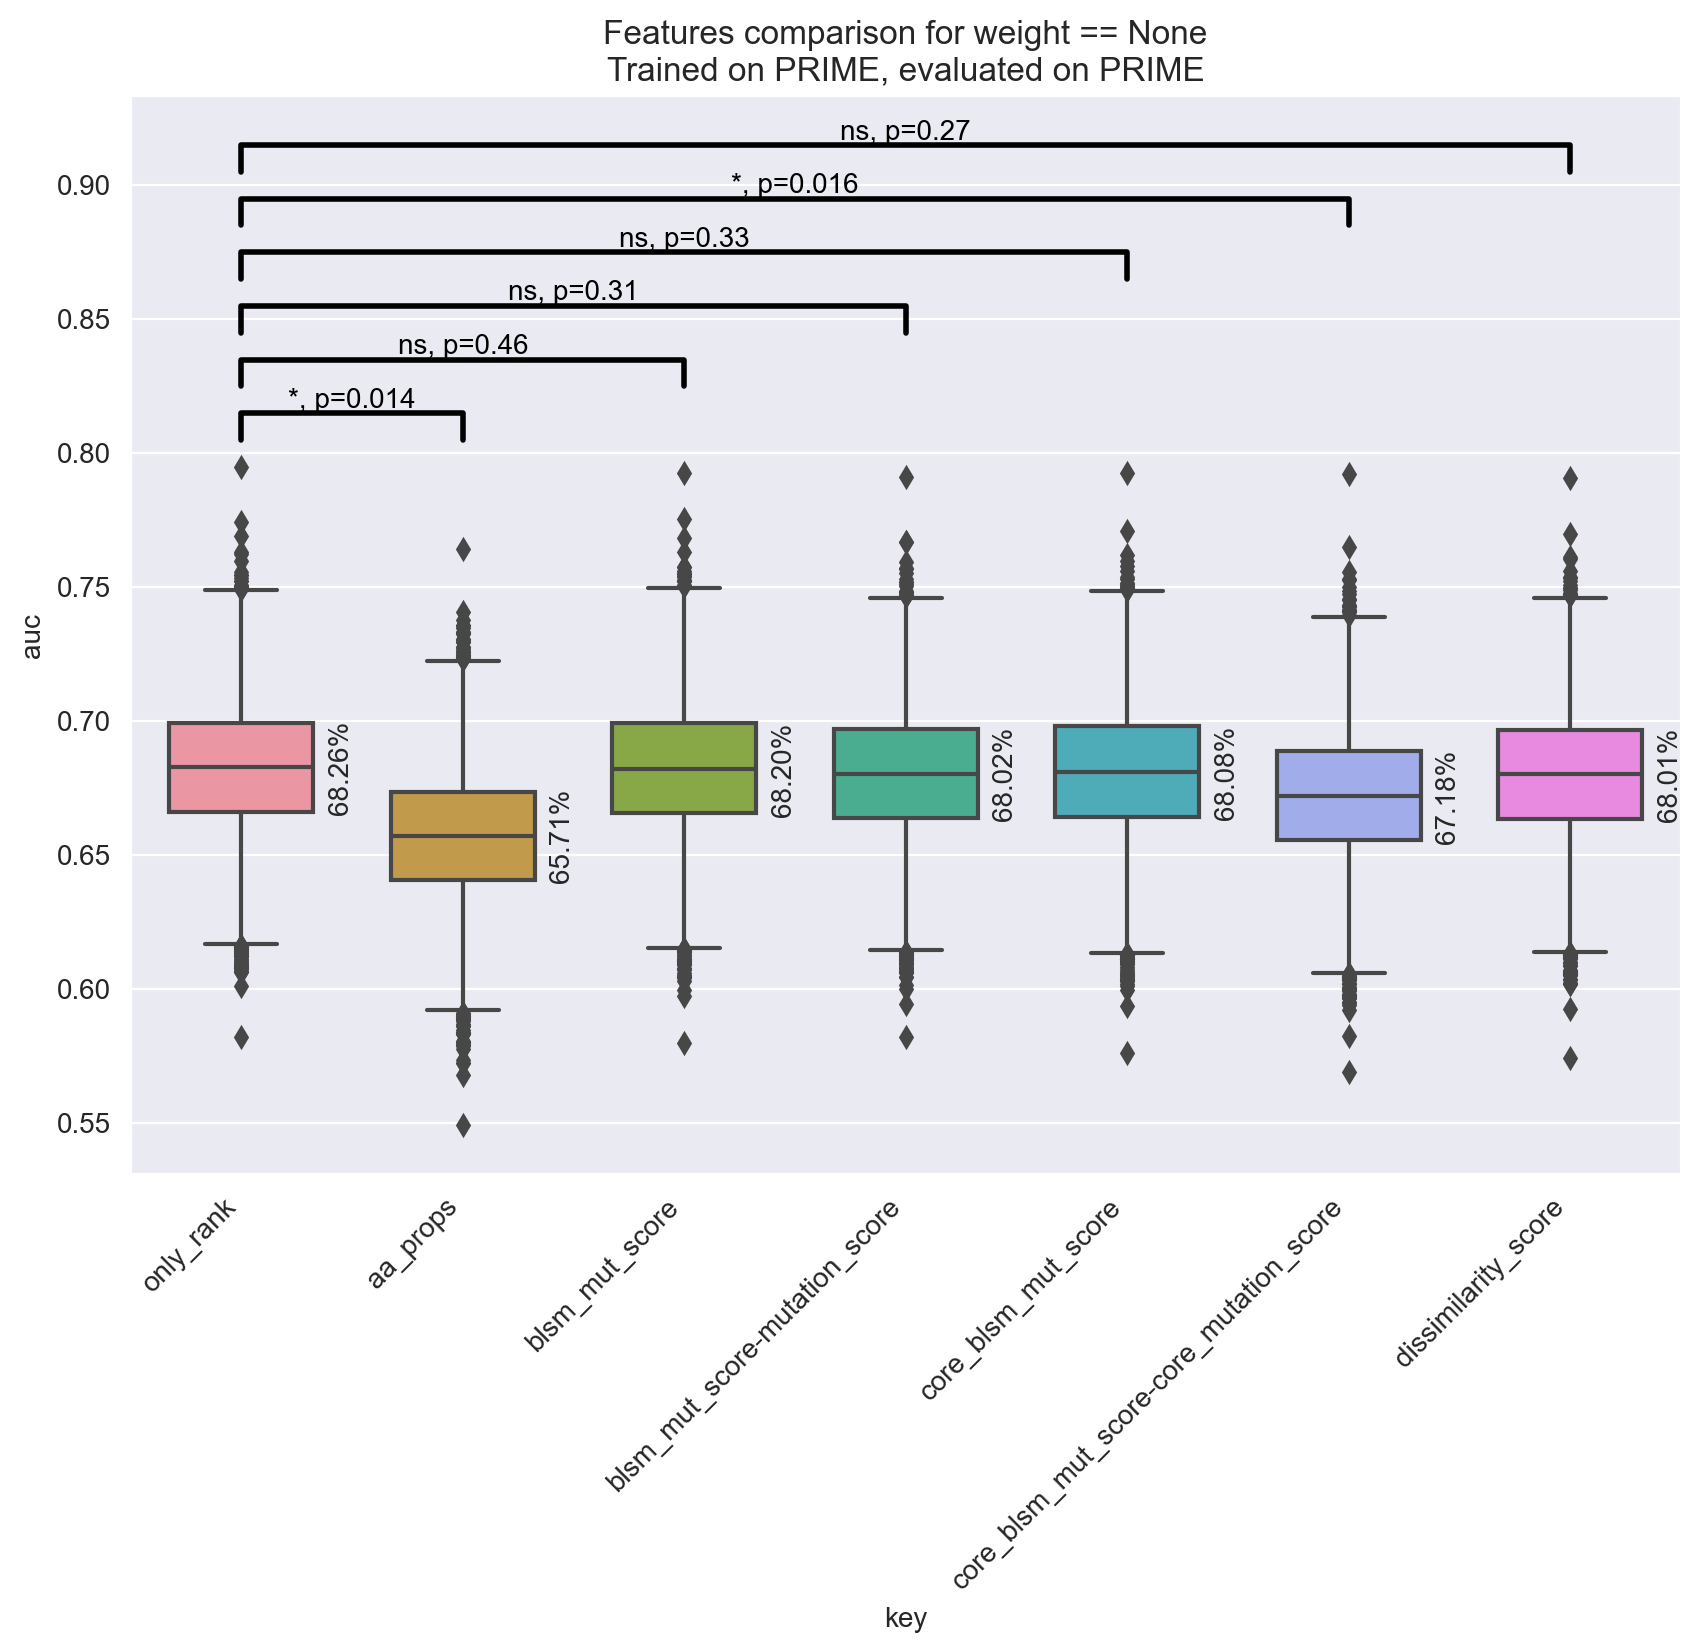 Features comparison for weight == None
Trained on PRIME, evaluated on PRIME
ns, p=0.27
*, p=0.016
ns, p=0.33
ns, p=0.31
ns, p=0.46
*, p=0.014
auc
0.90
0.85
0.80
0.75
0.70
0.65
0.60
0.55
68.26%
65.71%
68.20%
68.02%
68.08%
67.18%
68.01%
only_rank
aa_props
blsm_mut_score
blsm_mut_score-mutation_score
core_blsm_mut_score
core_blsm_mut_score-core_mutation_score
dissimilarity_score
key